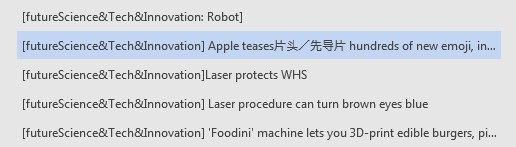 [futureScience&Tech&Innovation: Robot]
[futureScience&Tech&Innovation] Apple teases片头／先导片 hundreds of new emoji, in...
[futureScience&Tech&Innovation]Laser protects WHS
[futureScience&Tech&Innovation] Laser procedure can turn brown eyes blue
[futureScience&Tech&Innovation] 'Foodini' machine lets you 3D-print edible burgers, pi...